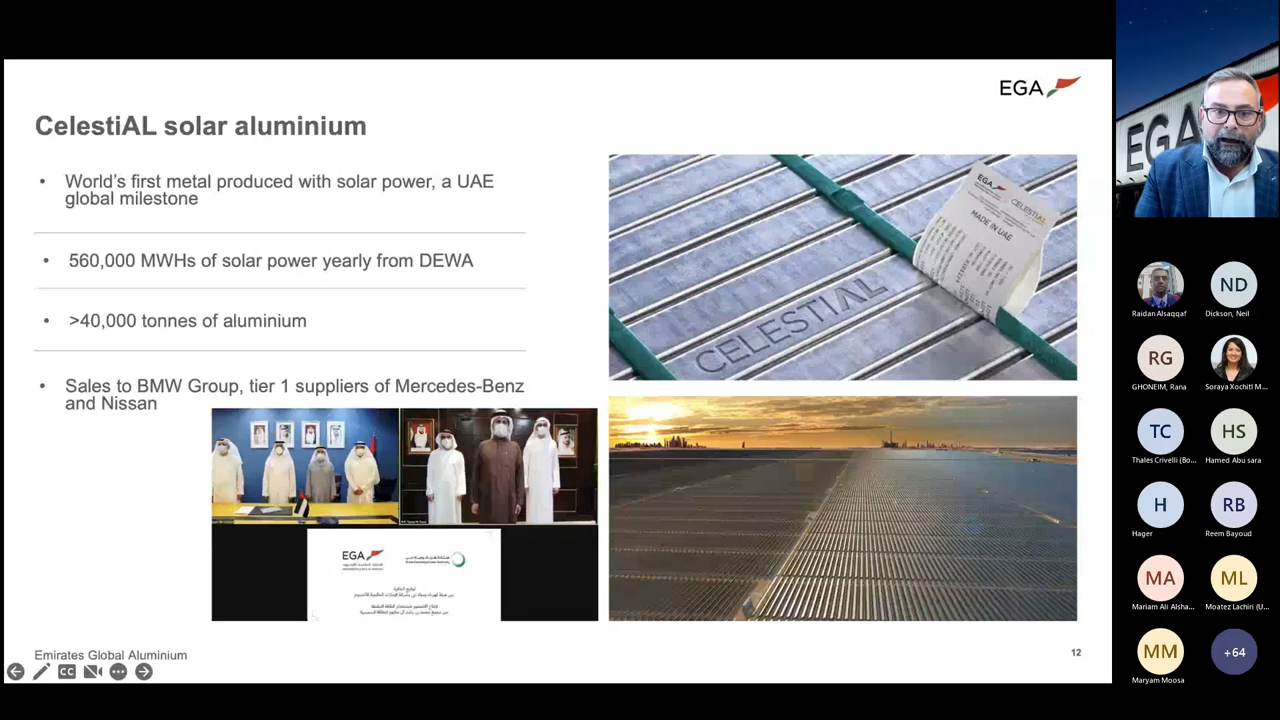 EGA
CelestiAL solar aluminium
• World's first metal produced with solar power, a UAE
global milestone
• 560,000 MWHs of solar power yearly from DEWA
• >40,000 tonnes of aluminium
• Sales to BMW Group, tier 1 suppliers of Mercedes-Benz
and Nissan
EGA
CELESTIAL
MADE IN UAE
CELESTIAL
EGA
Emirates Global Aluminium
12
CC
EGA
Raidan Alsaqqaf
ND
Dickson, Neil
RG
GHONEIM, Rana
Soraya Xochitl M...
TC
Thales Crivelli (Bo...
HS
Hamed Abu sara
H
Hager
RB
Reem Bayoud
MA
Mariam Ali Alsha...
ML
Moatez Lachiri (U...
MM
Maryam Moosa
+64